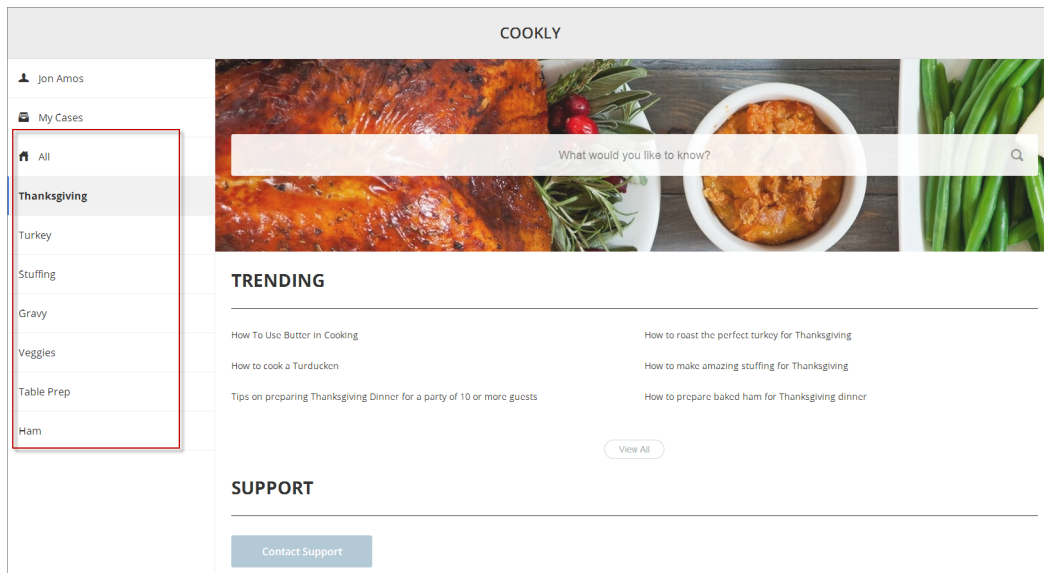 COOKLY
Jon Amos
My Cases
All
Thanksgiving
Turkey
Stuffing
Gravy
Veggies
Table Prep
Ham
What would you like to know?
TRENDING
How To Use Butter in Cooking
How to roast the perfect turkey for Thanksgiving
How to cook a Turducken
How to make amazing stuffing for Thanksgiving
Tips on preparing Thanksgiving Dinner for a party of 10 or more guests
How to prepare baked ham for Thanksgiving dinner
View All
SUPPORT
Contact Support